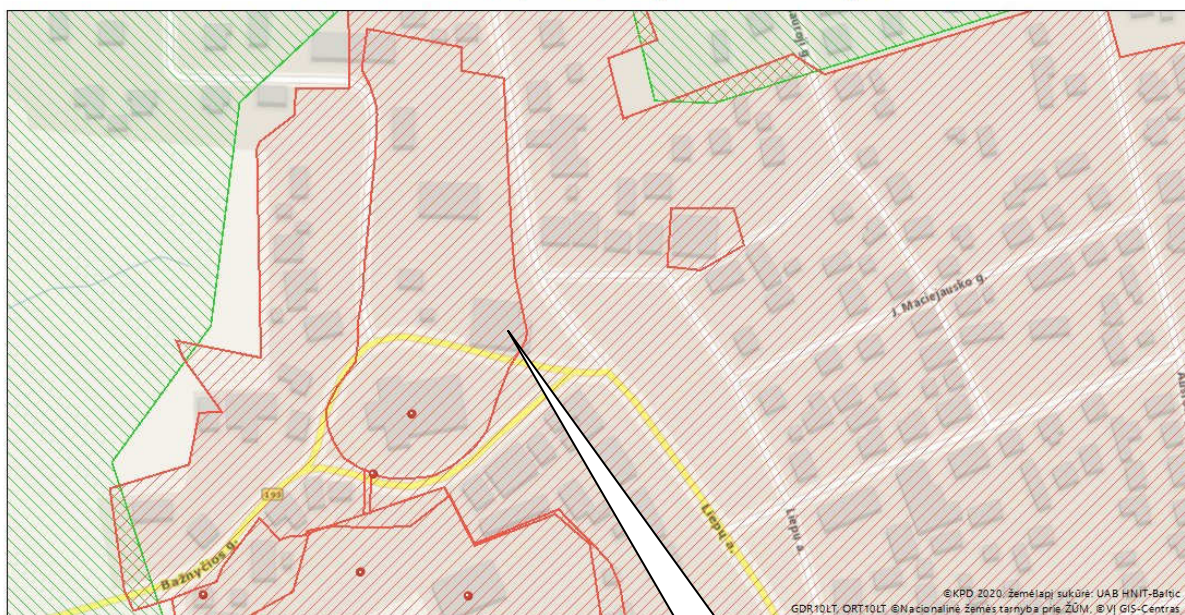 auroji g.
J. Maciejausko g.
193
Bažnyčios g.
Liepų a.
Liepų a.
©KPD 2020, žemėlapį sukūrė: UAB HNIT-Baltic
GDR10LT, ORT10LT ©Nacionalinė žemės tarnyba prie ŽŪM, © VĮ GIS-Centras